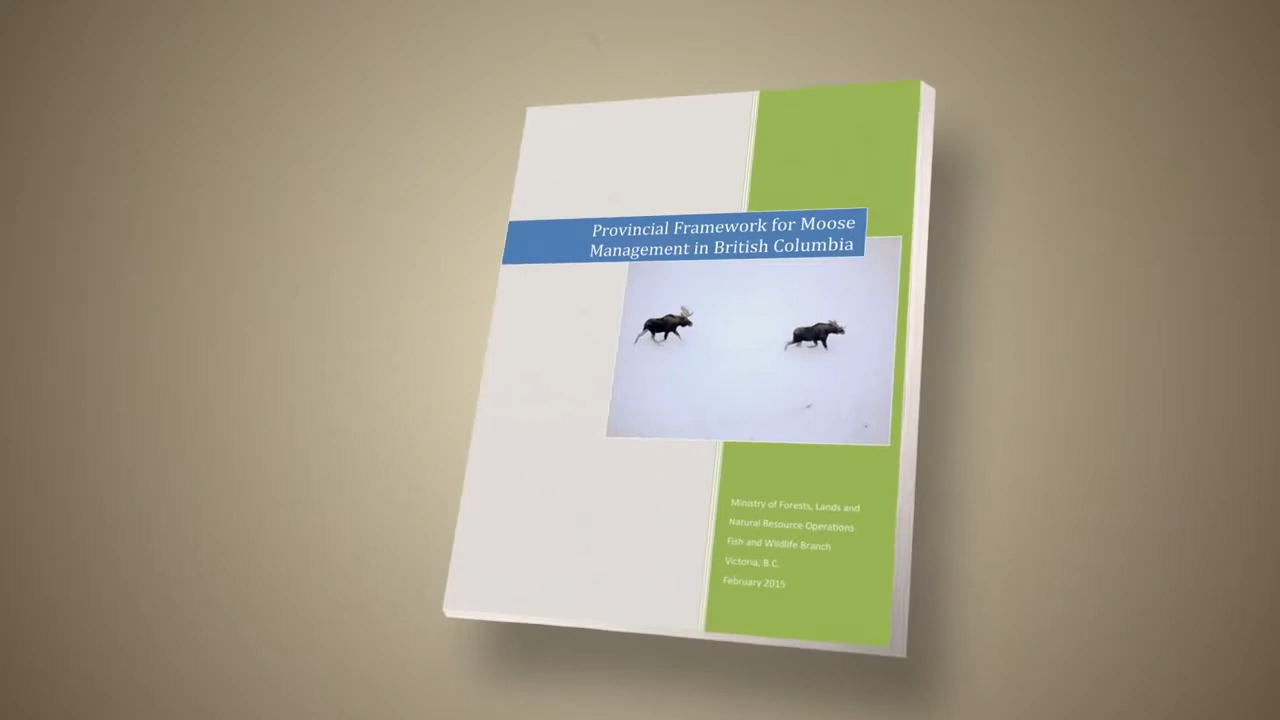 Provincial Framework for Moose
Management in British Columbia
Ministry of Forests, Lands and
Natural Resource Operations
Fish and Wildlife Branch
Victoria, B.C.
February 2015